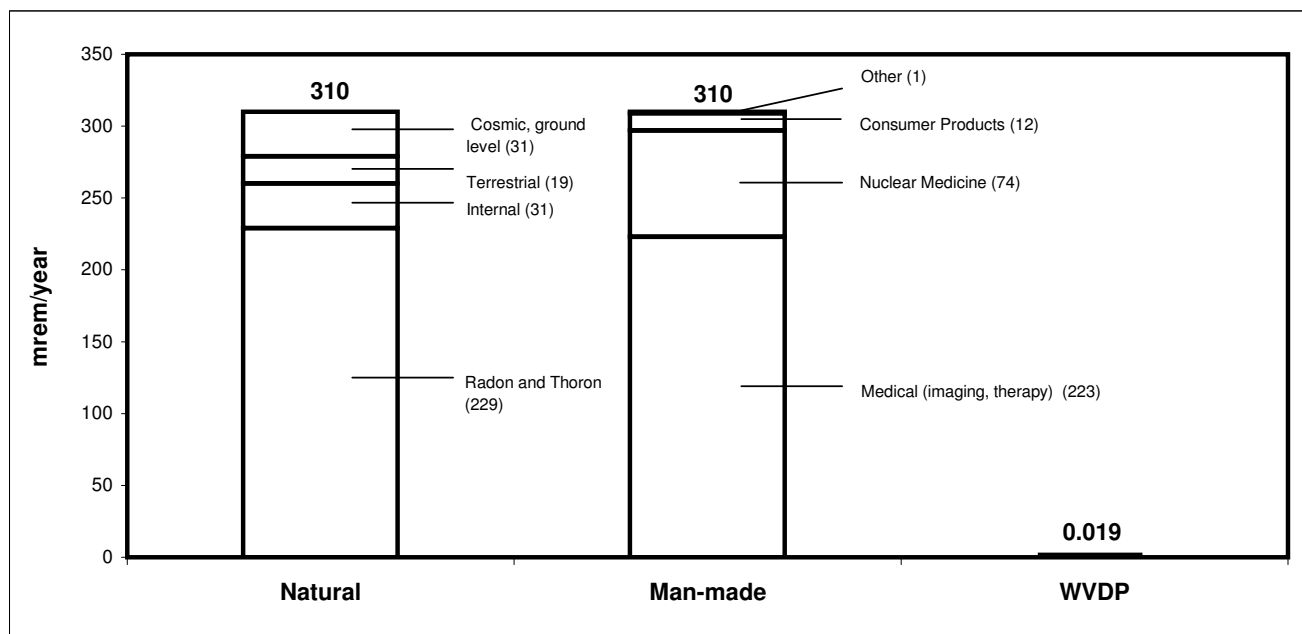 350
300
250
200
150
100
50
0
mrem/year
310
Cosmic, ground
level (31)
Terrestrial (19)
Internal (31)
Radon and Thoron
(229)
310
Other (1)
Consumer Products (12)
Nuclear Medicine (74)
Medical (imaging, therapy) (223)
0.019
Natural
Man-made
WVDP